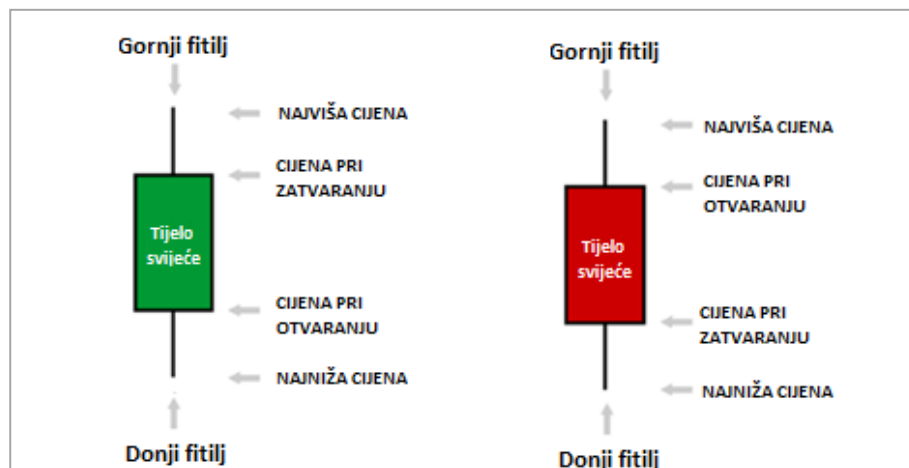 Gornji fitilj
NAJVIŠA CIJENA
CIJENA PRI
ZATVARANJU
Tijelo
svijeće
CIJENA PRI
OTVARANJU
NAJNIŽA CIJENA
Donji fitilj
Gornji fitilj
NAJVIŠA CIJENA
CIJENA PRI
OTVARANJU
Tijelo
svijeće
CIJENA PRI
ZATVARANJU
NAJNIŽA CIJENA
Donji fitilj